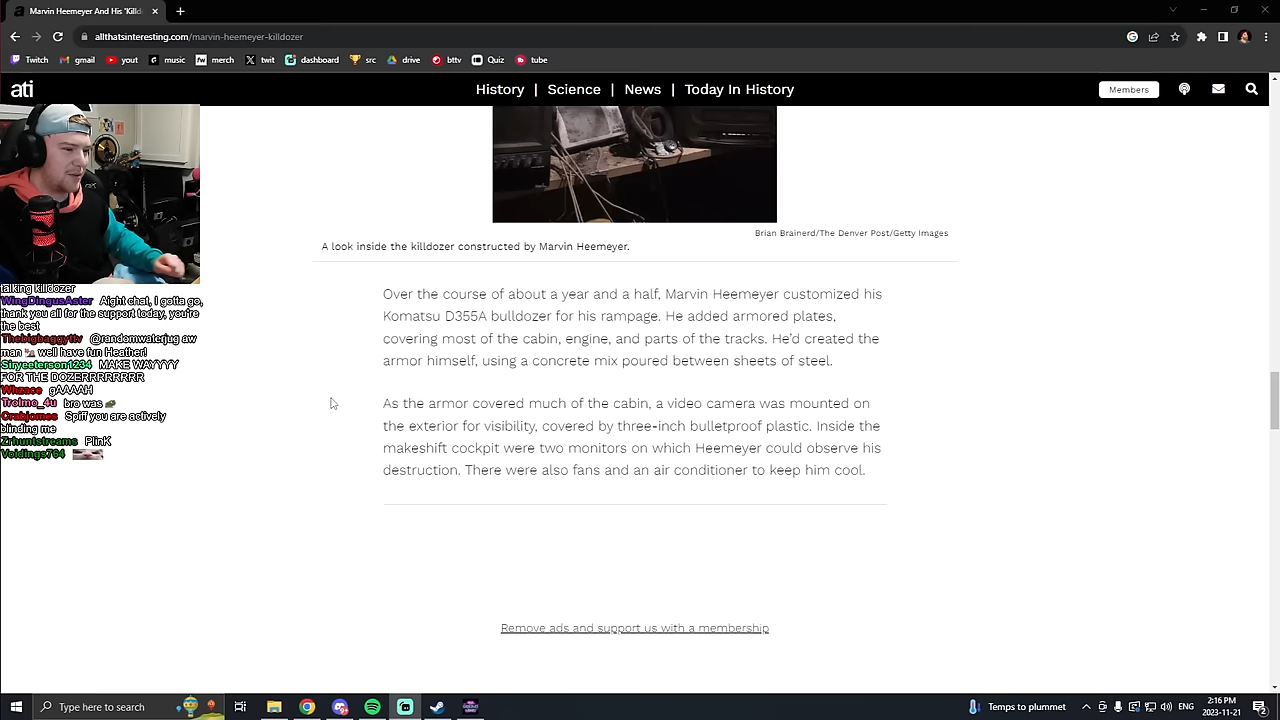 Marvin Heemeyer And His 'Killd
allthatsinteresting.com/marvin-heemeyer-killdozer
Twitch gmail yout music merch twit dashboard src drive bttv Quiz tube
ati History | Science | News | Today In History Members
Brian Brainerd/The Denver Post/Getty Images
A look inside the killdozer constructed by Marvin Heemeyer.
talking killdozer
WingDingusAster Aight chat, I gotta go,
thank you all for the support today, you're
the best
Thebigbaggyttv @randomwaterjug aw
man well have fun Heather!
Siryeeterson1234 MAKE WAYYYY
FOR THE DOZERRRRRRRR
Whzace gAAAAH
Trolmo_4u bro was
Crabjomes Spiff you are actively
blinding me
Zrhuntstreams PlinK
Voidings764
Over the course of about a year and a half, Marvin Heemeyer customized his
Komatsu D355A bulldozer for his rampage. He added armored plates,
covering most of the cabin, engine, and parts of the tracks. He'd created the
armor himself, using a concrete mix poured between sheets of steel.
As the armor covered much of the cabin, a video camera was mounted on
the exterior for visibility, covered by three-inch bulletproof plastic. Inside the
makeshift cockpit were two monitors on which Heemeyer could observe his
destruction. There were also fans and an air conditioner to keep him cool.
Remove ads and support us with a membership
Type here to search
Temps to plummet
ENG
2:16 PM
2023-11-21
2